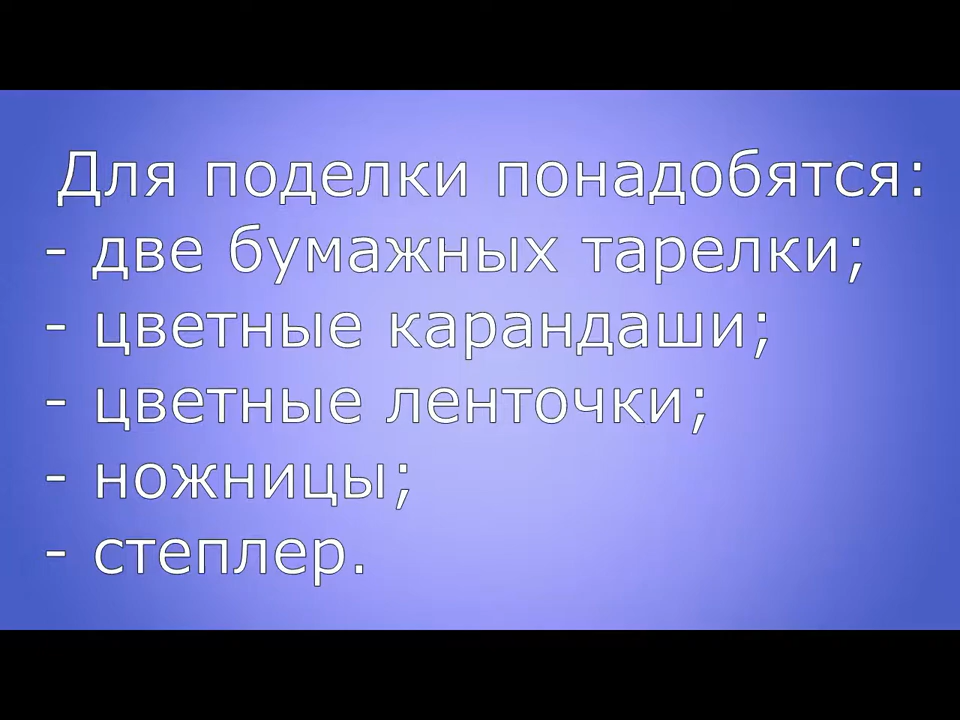 Для поделки понадобятся:
- две бумажных тарелки;
- цветные карандаши;
- цветные ленточки;
- ножницы;
- степлер.